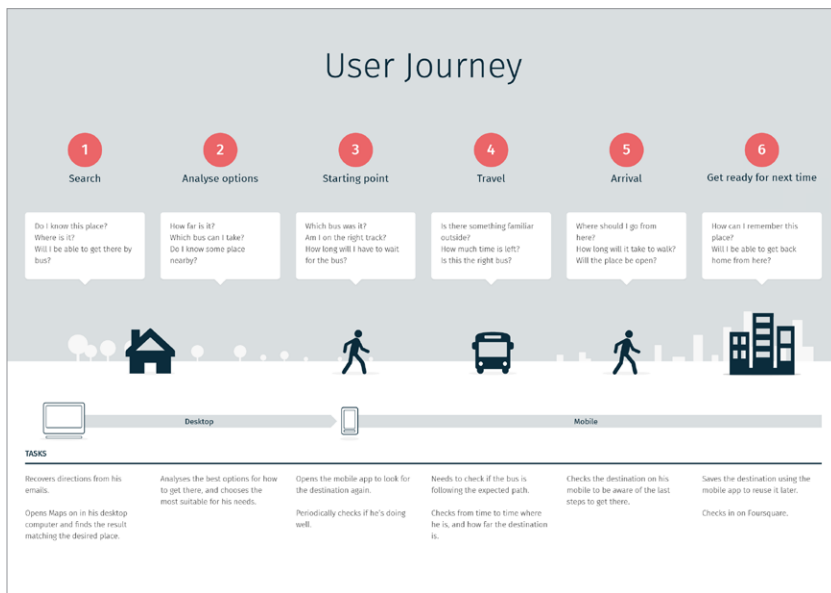 User Journey
1
Search
2
Analyse options
3
Starting point
4
Travel
5
Arrival
6
Get ready for next time
Do I know this place?
Where is it?
Will I be able to get there by
bus?
How far is it?
Which bus can I take?
Do I know some place
nearby?
Which bus was it?
Am I on the right track?
How long will I have to wait
for the bus?
Is there something familiar
outside?
How much time is left?
Is this the right bus?
Where should I go from
here?
How long will it take to walk?
Will the place be open?
How can I remember this
place?
Will I be able to get back
home from here?
Desktop
Mobile
TASKS
Recovers directions from his
emails.
Opens Maps on in his desktop
computer and finds the result
matching the desired place.
Analyses the best options for how
to get there, and chooses the
most suitable for his needs.
Opens the mobile app to look for
the destination again.
Periodically checks if he's doing
well.
Needs to check if the bus is
following the expected path.
Checks from time to time where
he is, and how far the destination
is.
Checks the destination on his
mobile to be aware of the last
steps to get there.
Saves the destination using the
mobile app to reuse it later.
Checks in on Foursquare.